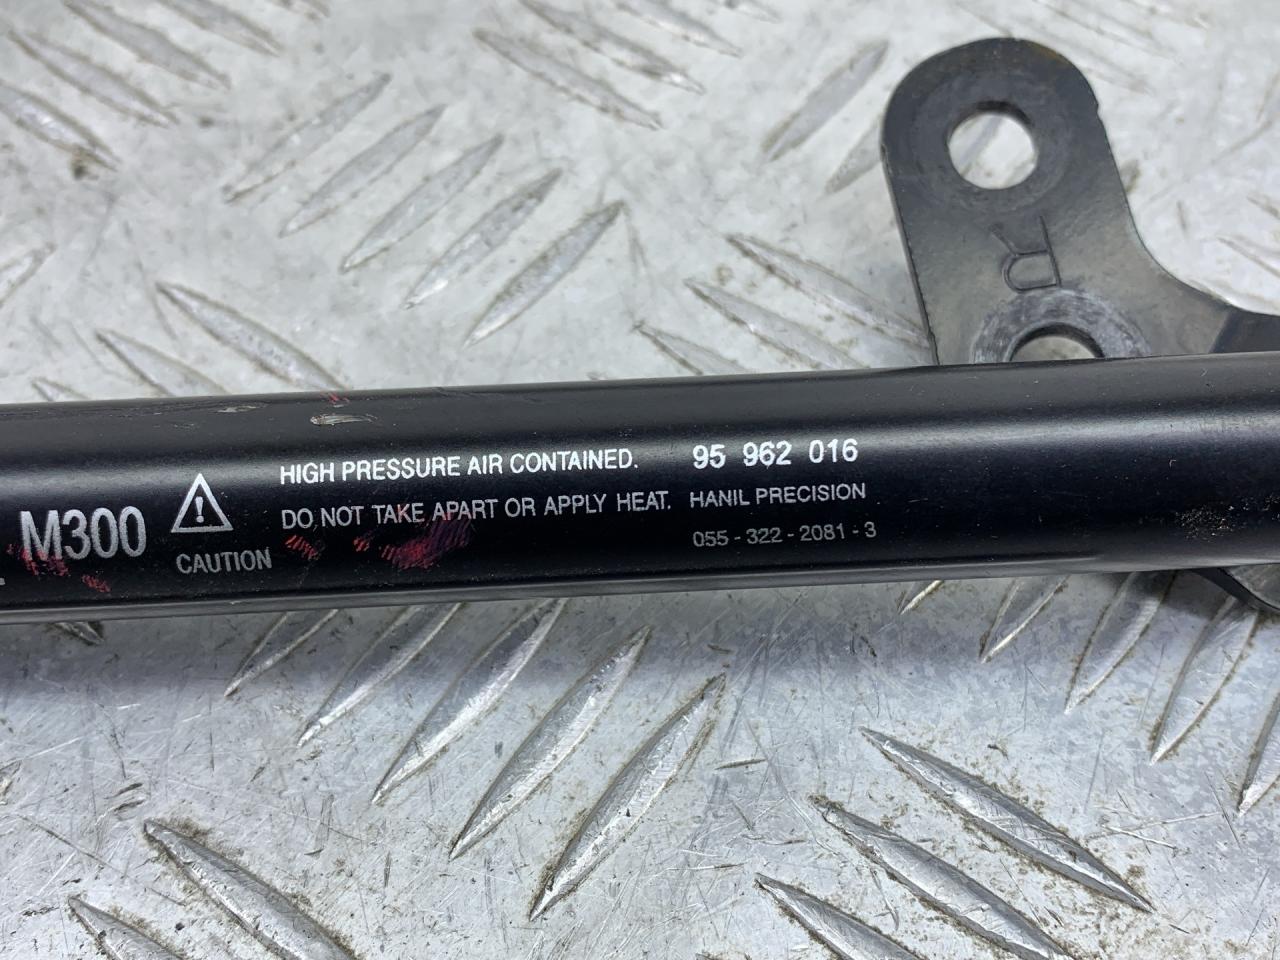 R
M300
CAUTION
HIGH PRESSURE AIR CONTAINED.
DO NOT TAKE APART OR APPLY HEAT.
95 962 016
HANIL PRECISION
055-322-2081-3